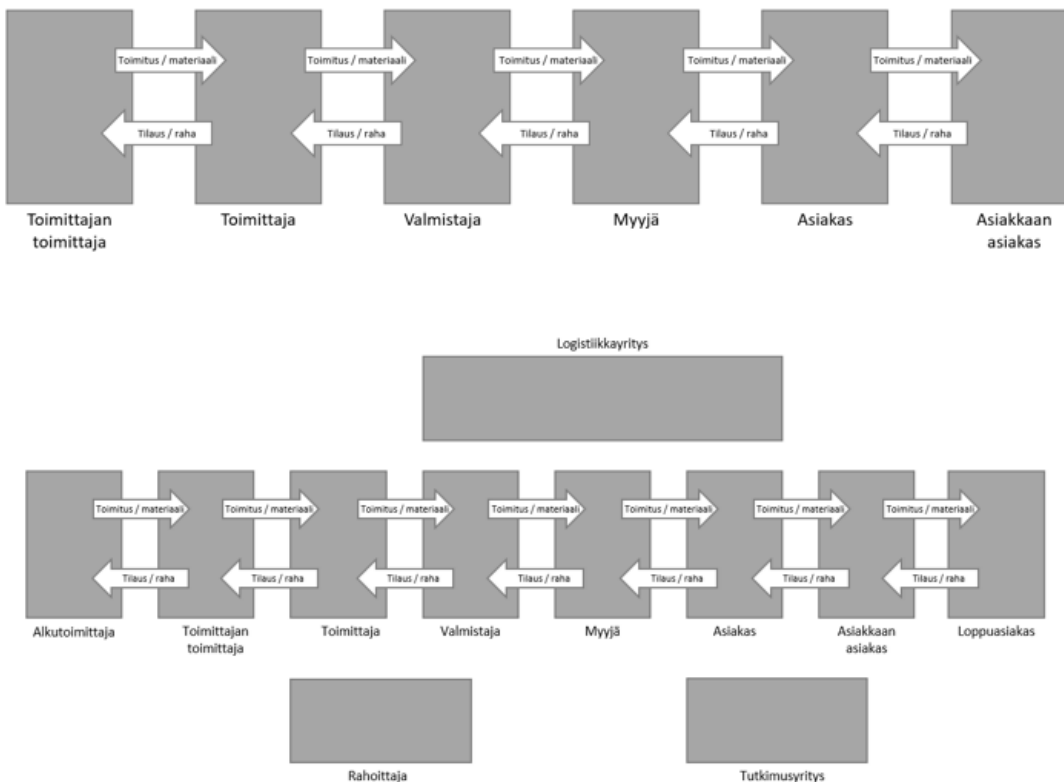 Toimitus / materiaali
Toimitus / materiaali
Toimitus / materiaali
Toimitus / materiaali
Toimitus / materiaali
Tilaus / raha
Tilaus / raha
Tilaus / raha
Tilaus / raha
Tilaus / raha
Toimittajan
toimittaja
Toimittaja
Valmistaja
Myyjä
Asiakas
Asiakkaan
asiakas
Logistiikkayritys
Toimitus / materiaali
Toimitus / materiaali
Toimitus / materiaali
Toimitus / materiaali
Toimitus / materiaali
Toimitus / materiaali
Toimitus / materiaali
Tilaus / raha
Tilaus / raha
Tilaus / raha
Tilaus / raha
Tilaus / raha
Tilaus / raha
Tilaus / raha
Alkutoimittaja
Toimittajan
toimittaja
Toimittaja
Valmistaja
Myyjä
Asiakas
Asiakkaan
asiakas
Loppuasiakas
Rahoittaja
Tutkimusyritys